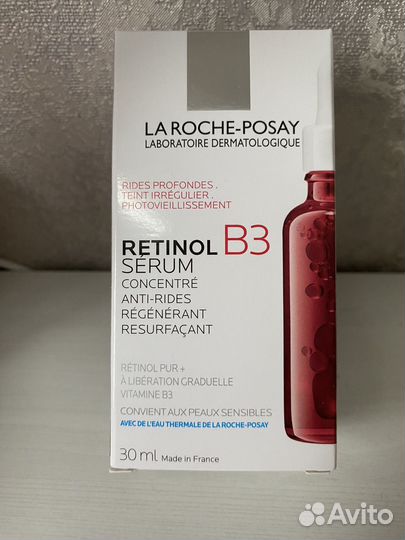 LA ROCHE-POSAY
LABORATOIRE DERMATOLOGIQUE
RIDES PROFONDES .
TEINT IRRÉGULIER .
PHOTOVIEILLISSEMENT
RETINOL B3
SÉRUM
CONCENTRÉ
ANTI-RIDES
RÉGÉNÉRANT
RESURFAÇANT
RÉTINOL PUR +
À LIBÉRATION GRADUELLE
VITAMINE B3
CONVIENT AUX PEAUX SENSIBLES
AVEC DE L'EAU THERMALE DE LA ROCHE-POSAY
30 ml Made in France
Avito